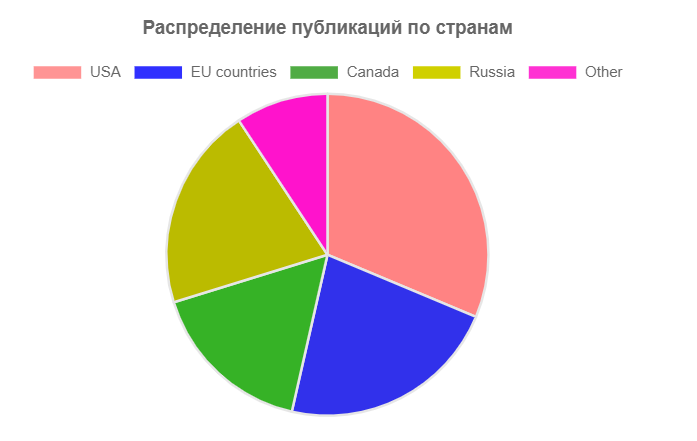 Распределение публикаций по странам
USA EU countries Canada Russia Other